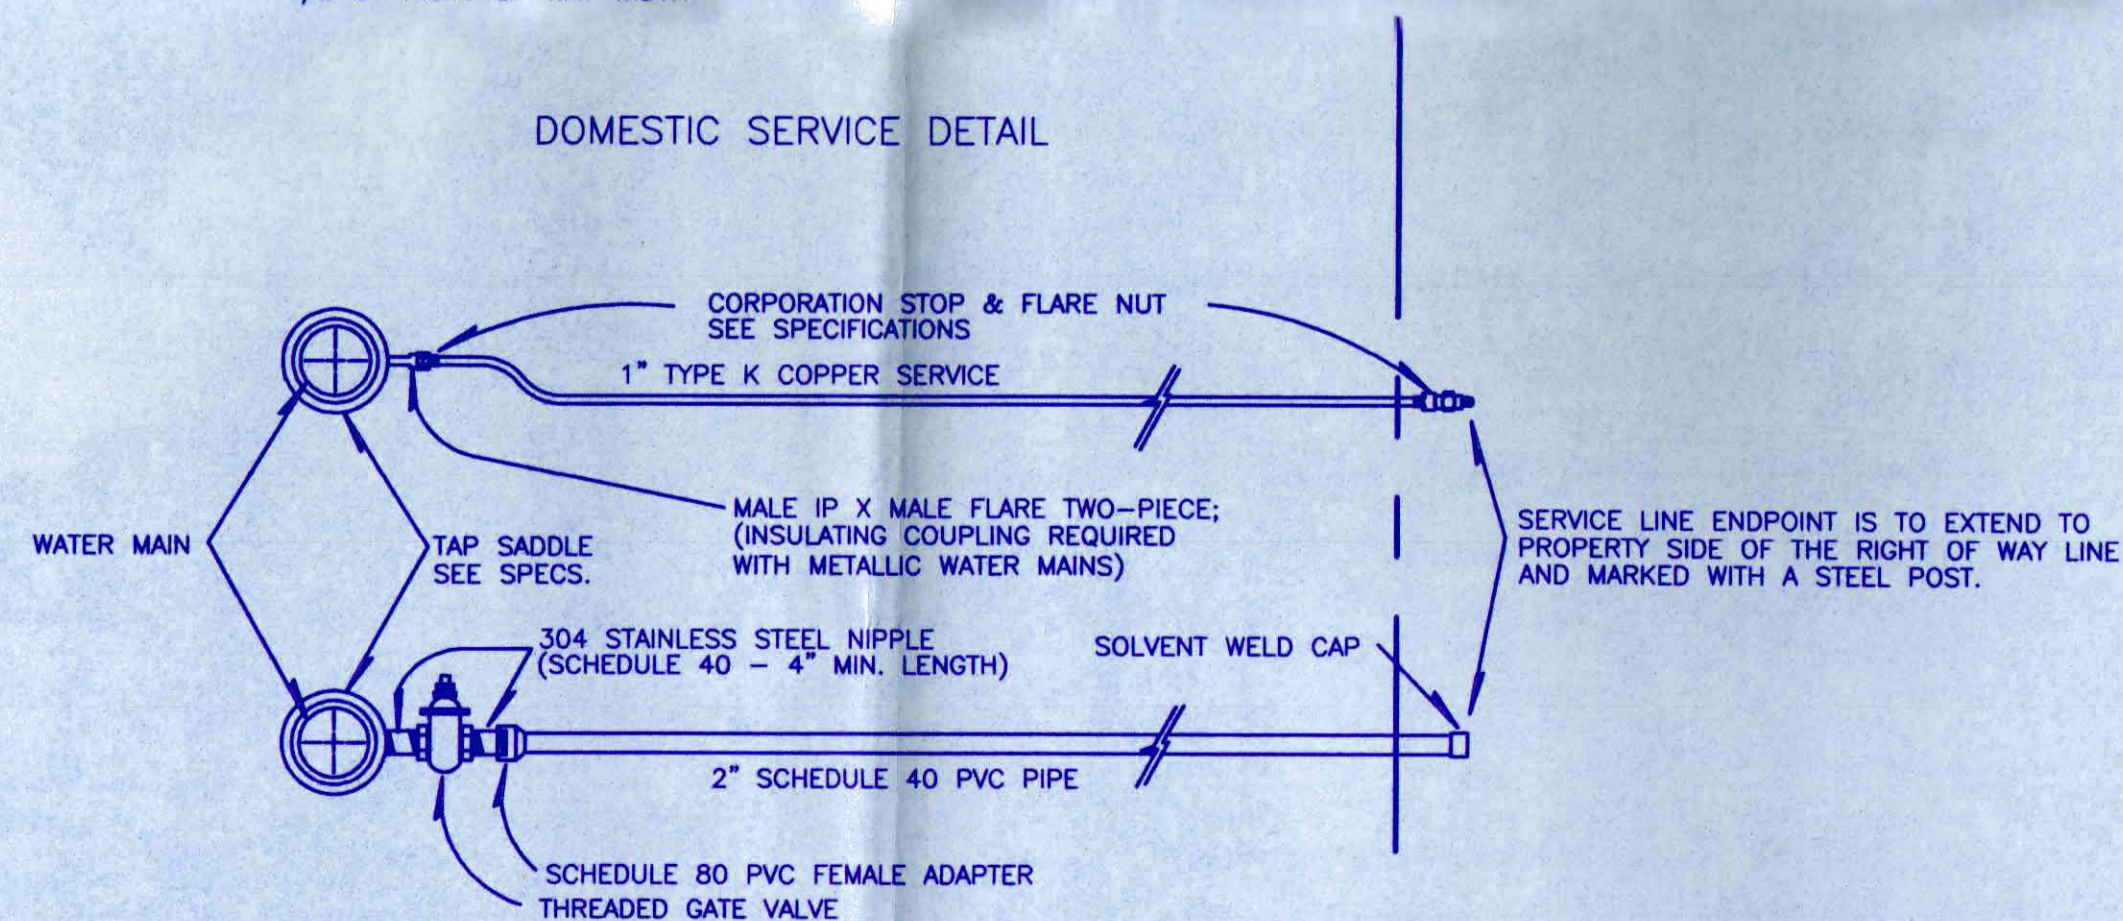 DOMESTIC SERVICE DETAIL
CORPORATION STOP & FLARE NUT
SEE SPECIFICATIONS
1" TYPE K COPPER SERVICE
MALE IP X MALE FLARE TWO-PIECE;
(INSULATING COUPLING REQUIRED
WITH METALLIC WATER MAINS)
WATER MAIN
TAP SADDLE
SEE SPECS.
SERVICE LINE ENDPOINT IS TO EXTEND TO
PROPERTY SIDE OF THE RIGHT OF WAY LINE
AND MARKED WITH A STEEL POST.
304 STAINLESS STEEL NIPPLE
(SCHEDULE 40 - 4" MIN. LENGTH)
SOLVENT WELD CAP
2" SCHEDULE 40 PVC PIPE
SCHEDULE 80 PVC FEMALE ADAPTER
THREADED GATE VALVE